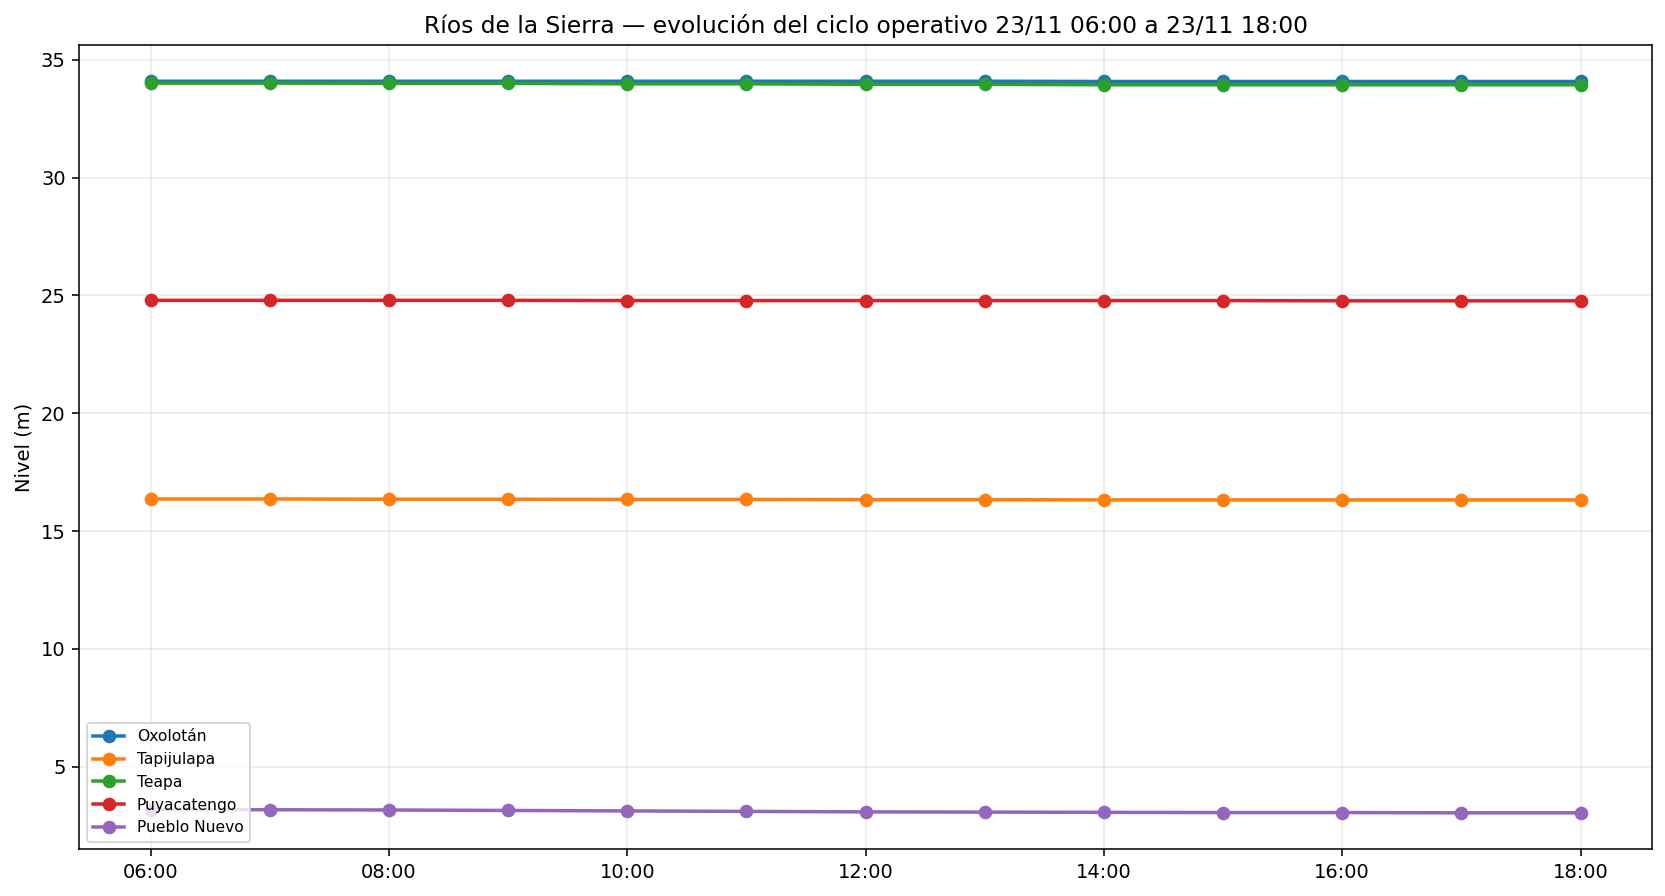 Ríos de la Sierra — evolución del ciclo operativo 23/11 06:00 a 23/11 18:00
Nivel (m)
35
30
25
20
15
10
5
Oxolotán
Tapijulapa
Teapa
Puyacatengo
Pueblo Nuevo
06:00 08:00 10:00 12:00 14:00 16:00 18:00